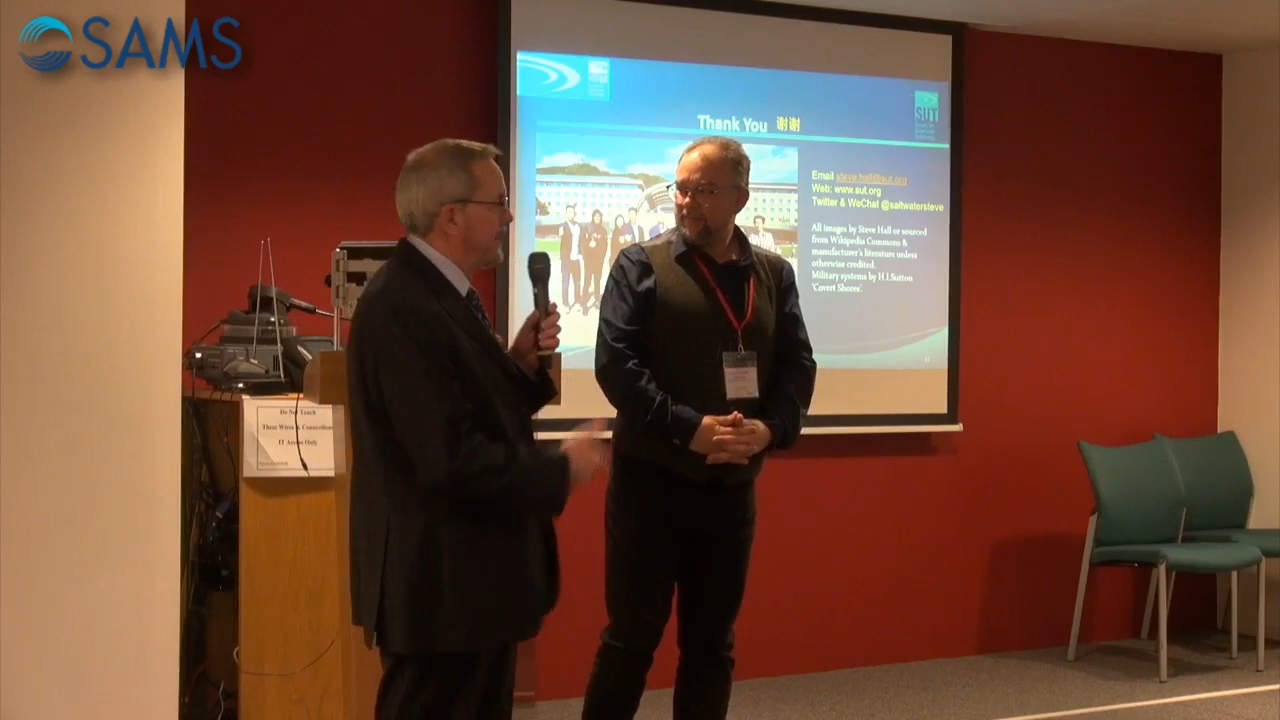 SAMS
SUT
Thank You 谢谢
Email steve.hall@sut.org
Web: www.sut.org
Twitter & WeChat @saltwatersteve
All images by Steve Hall or sourced
from Wikipedia Commons &
manufacturer's literature unless
otherwise credited.
Military systems by H.I.Sutton
'Covert Shores'.
Do Not Touch
These Wires & Connections
IT Access Only